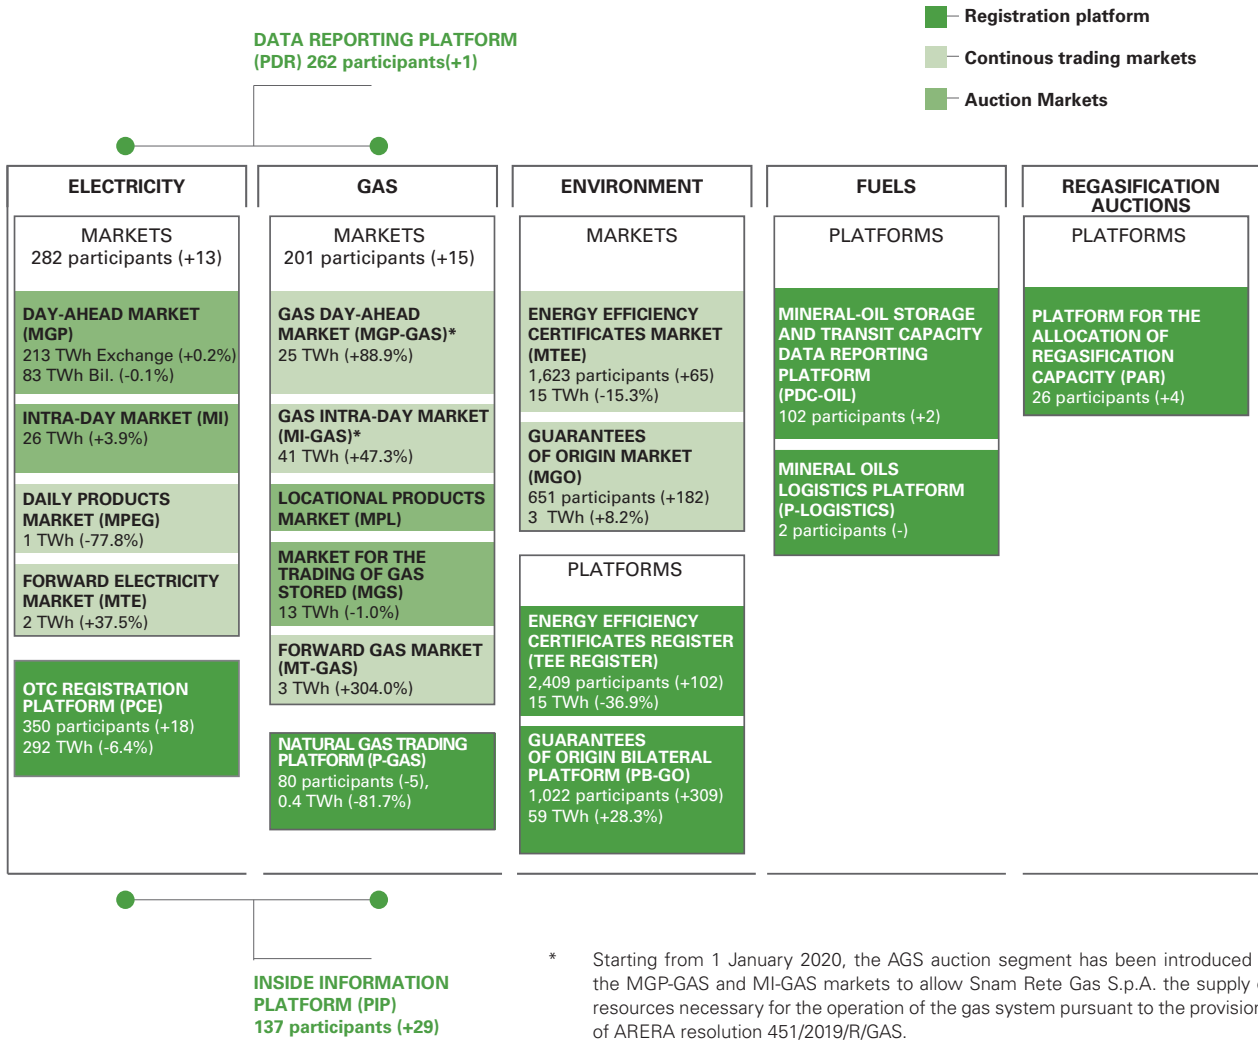 Registration platform
Continous trading markets
Auction Markets
DATA REPORTING PLATFORM
(PDR) 262 participants(+1)
ELECTRICITY
MARKETS
282 participants (+13)
DAY-AHEAD MARKET
(MGP)
213 TWh Exchange (+0.2%)
83 TWh Bil. (-0.1%)
INTRA-DAY MARKET (MI)
26 TWh (+3.9%)
DAILY PRODUCTS
MARKET (MPEG)
1 TWh (-77.8%)
FORWARD ELECTRICITY
MARKET (MTE)
2 TWh (+37.5%)
OTC REGISTRATION
PLATFORM (PCE)
350 participants (+18)
292 TWh (-6.4%)
GAS
MARKETS
201 participants (+15)
GAS DAY-AHEAD
MARKET (MGP-GAS)*
25 TWh (+88.9%)
GAS INTRA-DAY MARKET
(MI-GAS)*
41 TWh (+47.3%)
LOCATIONAL PRODUCTS
MARKET (MPL)
MARKET FOR THE
TRADING OF GAS
STORED (MGS)
13 TWh (-1.0%)
FORWARD GAS MARKET
(MT-GAS)
3 TWh (+304.0%)
NATURAL GAS TRADING
PLATFORM (P-GAS)
80 participants (-5),
0.4 TWh (-81.7%)
ENVIRONMENT
MARKETS
ENERGY EFFICIENCY
CERTIFICATES MARKET
(MTEE)
1,623 participants (+65)
15 TWh (-15.3%)
GUARANTEES
OF ORIGIN MARKET
(MGO)
651 participants (+182)
3 TWh (+8.2%)
PLATFORMS
ENERGY EFFICIENCY
CERTIFICATES REGISTER
(TEE REGISTER)
2,409 participants (+102)
15 TWh (-36.9%)
GUARANTEES
OF ORIGIN BILATERAL
PLATFORM (PB-GO)
1,022 participants (+309)
59 TWh (+28.3%)
FUELS
PLATFORMS
MINERAL-OIL STORAGE
AND TRANSIT CAPACITY
DATA REPORTING
PLATFORM
(PDC-OIL)
102 participants (+2)
MINERAL OILS
LOGISTICS PLATFORM
(P-LOGISTICS)
2 participants (-)
REGASIFICATION
AUCTIONS
PLATFORMS
PLATFORM FOR THE
ALLOCATION OF
REGASIFICATION
CAPACITY (PAR)
26 participants (+4)
INSIDE INFORMATION
PLATFORM (PIP)
137 participants (+29)
* Starting from 1 January 2020, the AGS auction segment has been introduced
the MGP-GAS and MI-GAS markets to allow Snam Rete Gas S.p.A. the supply
resources necessary for the operation of the gas system pursuant to the provision
of ARERA resolution 451/2019/R/GAS.